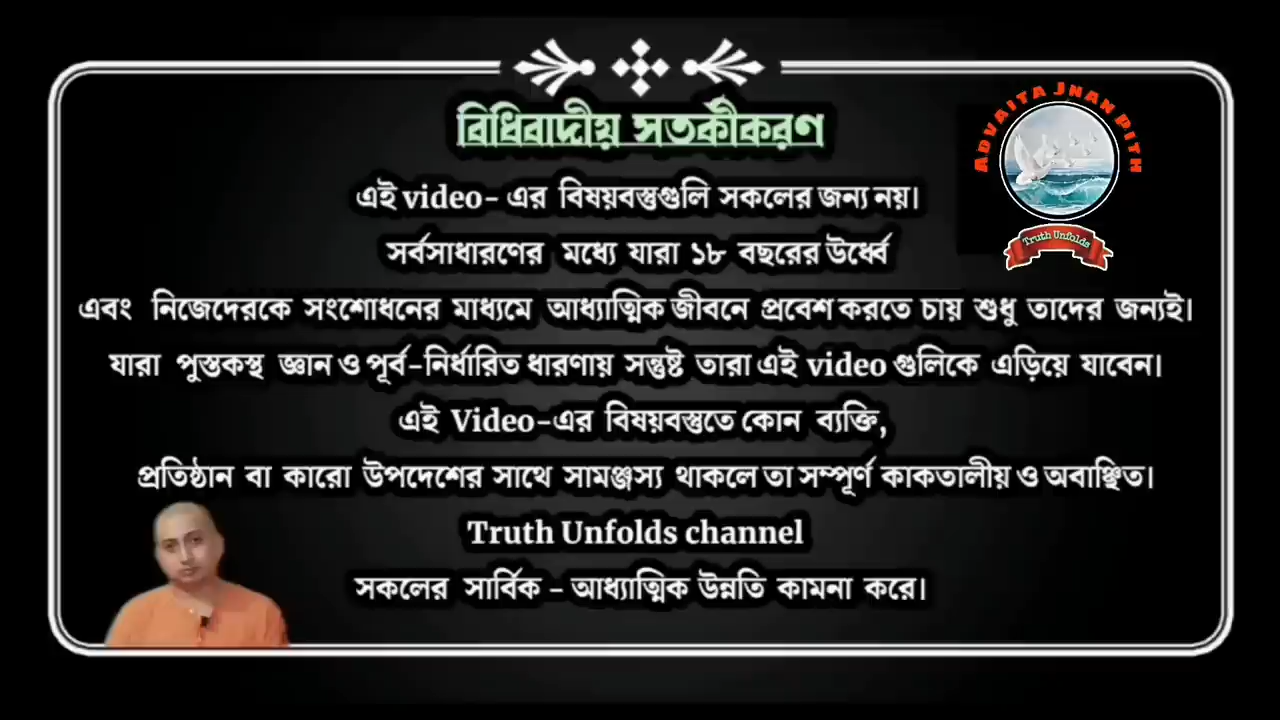 বিধিবাদীয় সতর্কীকরণ
ADVAITA JNAN PITH
Truth Unfolds
এই video- এর বিষয়বস্তুগুলি সকলের জন্য নয়।
সর্বসাধারণের মধ্যে যারা ১৮ বছরের উর্ধ্বে
এবং নিজেদেরকে সংশোধনের মাধ্যমে আধ্যাত্মিক জীবনে প্রবেশ করতে চায় শুধু তাদের জন্যই।
যারা পুস্তকস্থ জ্ঞান ও পূর্ব-নির্ধারিত ধারণায় সন্তুষ্ট তারা এই video গুলিকে এড়িয়ে যাবেন।
এই Video-এর বিষয়বস্তুতে কোন ব্যক্তি,
প্রতিষ্ঠান বা কারো উপদেশের সাথে সামঞ্জস্য থাকলে তা সম্পূর্ণ কাকতালীয় ও অবাঞ্ছিত।
Truth Unfolds channel
সকলের সার্বিক - আধ্যাত্মিক উন্নতি কামনা করে।